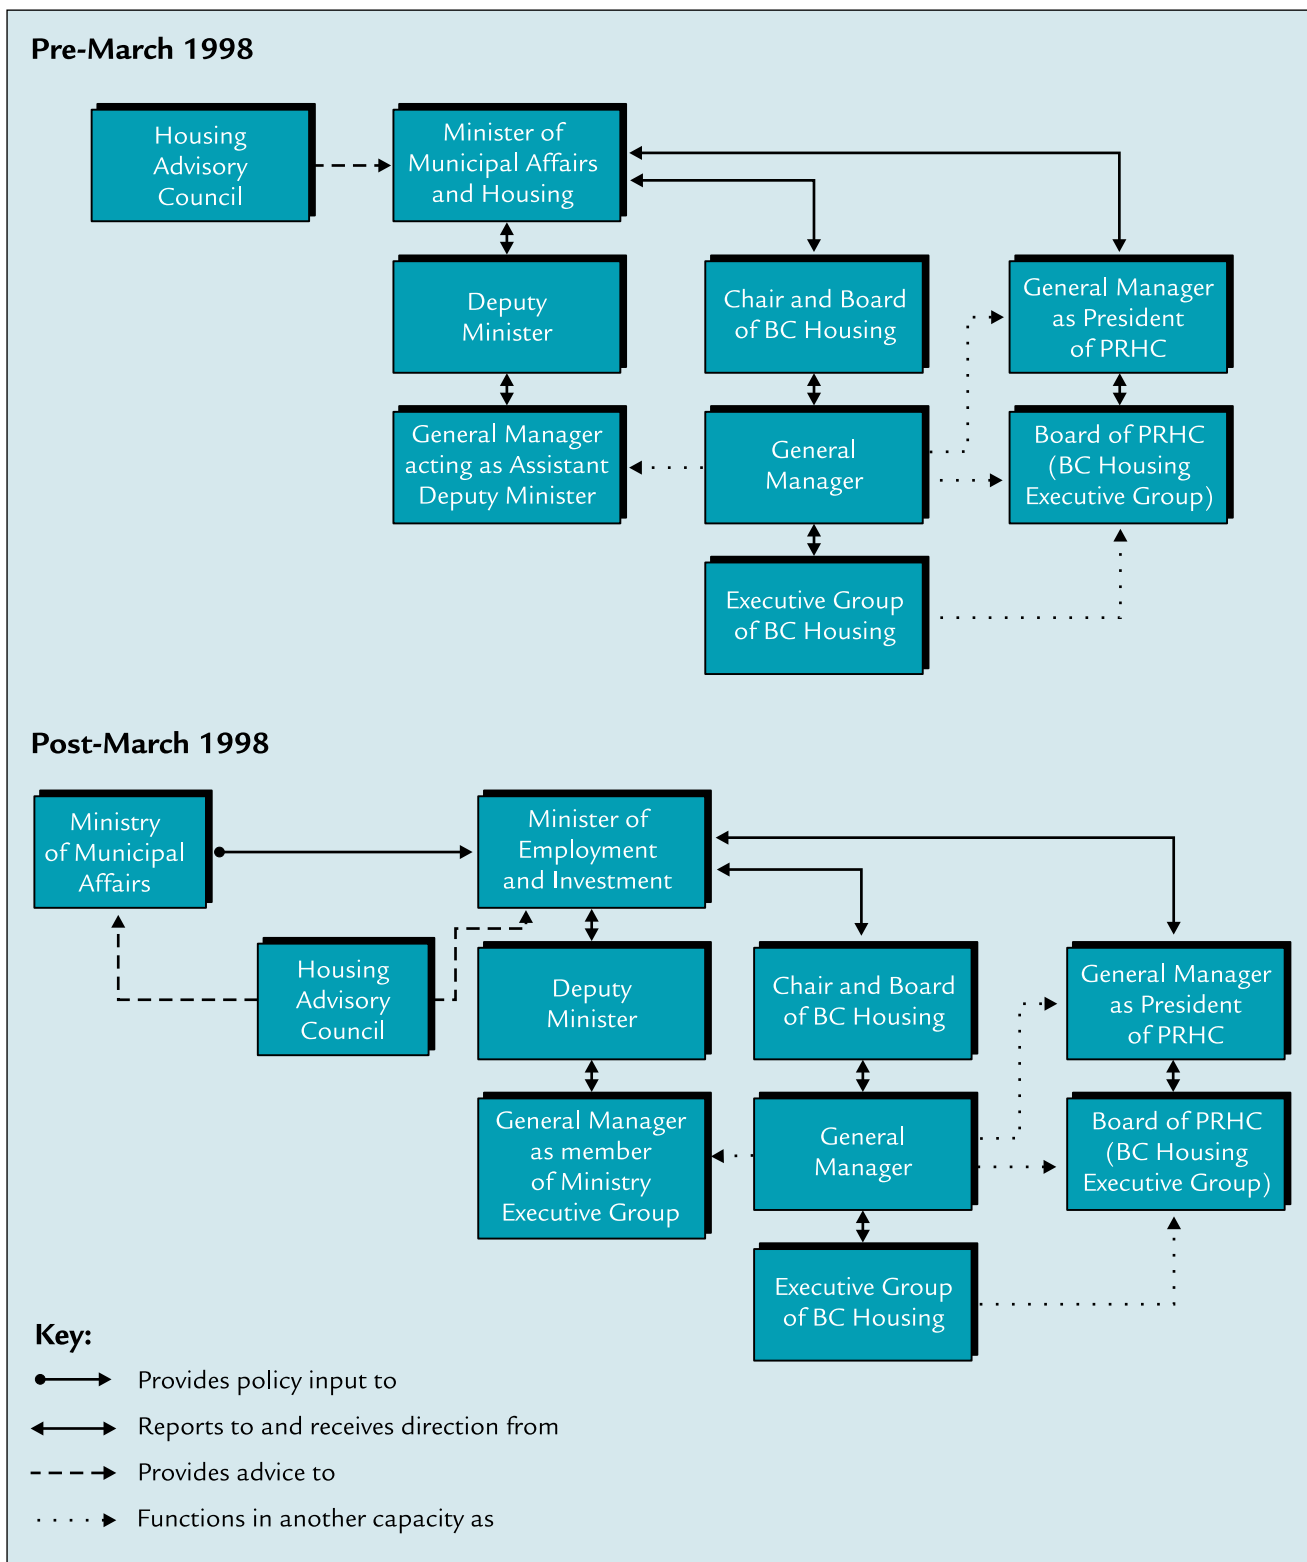 Pre-March 1998
Housing
Advisory
Council
Minister of
Municipal Affairs
and Housing
Deputy
Minister
Chair and Board
of BC Housing
General Manager
as President
of PRHC
General Manager
acting as Assistant
Deputy Minister
General
Manager
Board of PRHC
(BC Housing
Executive Group)
Executive Group
of BC Housing
Post-March 1998
Ministry
of Municipal
Affairs
Minister of
Employment
and Investment
Housing
Advisory
Council
Deputy
Minister
Chair and Board
of BC Housing
General Manager
as President
of PRHC
General Manager
as member
of Ministry
Executive Group
General
Manager
Board of PRHC
(BC Housing
Executive Group)
Executive Group
of BC Housing
Key:
Provides policy input to
Reports to and receives direction from
Provides advice to
Functions in another capacity as